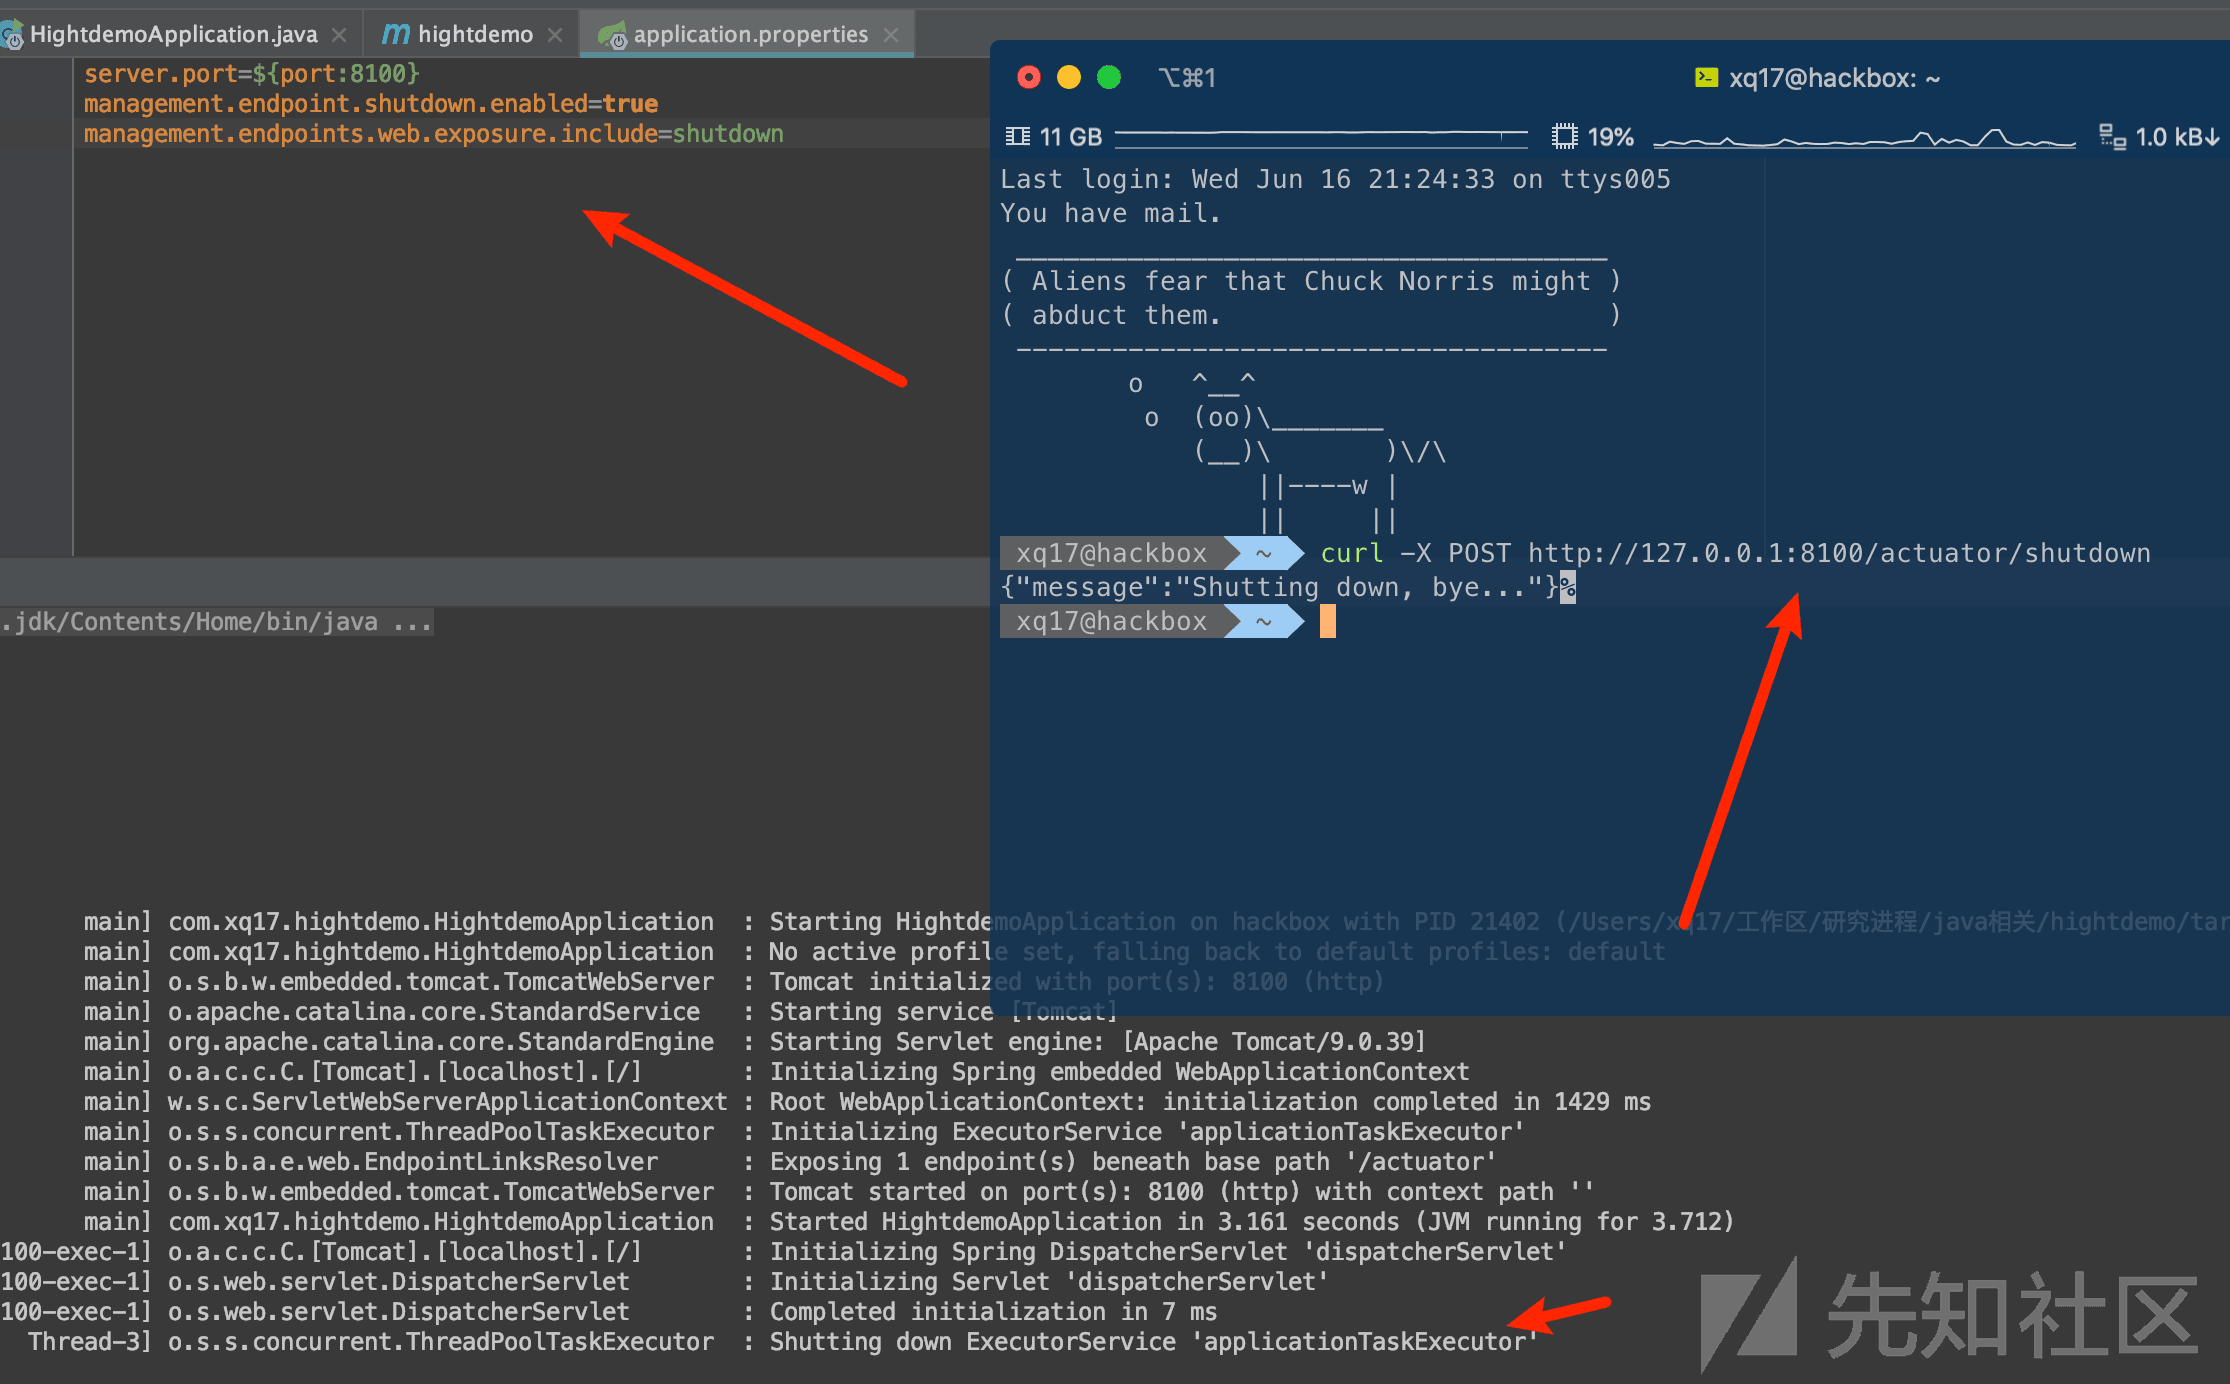 HightdemoApplication.java
hightdemo
application.properties
server.port=${port:8100}
management.endpoint.shutdown.enabled=true
management.endpoints.web.exposure.include=shutdown
⌥⌘1
xq17@hackbox: ~
11 GB
19%
1.0 kB↓
Last login: Wed Jun 16 21:24:33 on ttys005
You have mail.
 _____________________________________
( Aliens fear that Chuck Norris might )
( abduct them.                        )
 -------------------------------------
        o   ^__^
         o  (oo)\_______
            (__)\       )\/\
                ||----w |
                ||     ||
xq17@hackbox ~ curl -X POST http://127.0.0.1:8100/actuator/shutdown
{"message":"Shutting down, bye..."}%
xq17@hackbox ~
.jdk/Contents/Home/bin/java ...
main] com.xq17.hightdemo.HightdemoApplication  : Starting HightdemoApplication on hackbox with PID 21402 (/Users/xq17/工作区/研究进程/java相关/hightdemo/tar
main] com.xq17.hightdemo.HightdemoApplication  : No active profile set, falling back to default profiles: default
main] o.s.b.w.embedded.tomcat.TomcatWebServer  : Tomcat initialized with port(s): 8100 (http)
main] o.apache.catalina.core.StandardService   : Starting service [Tomcat]
main] org.apache.catalina.core.StandardEngine  : Starting Servlet engine: [Apache Tomcat/9.0.39]
main] o.a.c.c.C.[Tomcat].[localhost].[/]       : Initializing Spring embedded WebApplicationContext
main] w.s.c.ServletWebServerApplicationContext : Root WebApplicationContext: initialization completed in 1429 ms
main] o.s.s.concurrent.ThreadPoolTaskExecutor  : Initializing ExecutorService 'applicationTaskExecutor'
main] o.s.b.a.e.web.EndpointLinksResolver      : Exposing 1 endpoint(s) beneath base path '/actuator'
main] o.s.b.w.embedded.tomcat.TomcatWebServer  : Tomcat started on port(s): 8100 (http) with context path ''
main] com.xq17.hightdemo.HightdemoApplication  : Started HightdemoApplication in 3.161 seconds (JVM running for 3.712)
100-exec-1] o.a.c.c.C.[Tomcat].[localhost].[/]       : Initializing Spring DispatcherServlet 'dispatcherServlet'
100-exec-1] o.s.web.servlet.DispatcherServlet        : Initializing Servlet 'dispatcherServlet'
100-exec-1] o.s.web.servlet.DispatcherServlet        : Completed initialization in 7 ms
Thread-3] o.s.s.concurrent.ThreadPoolTaskExecutor  : Shutting down ExecutorService 'applicationTaskExecutor'
先知社区